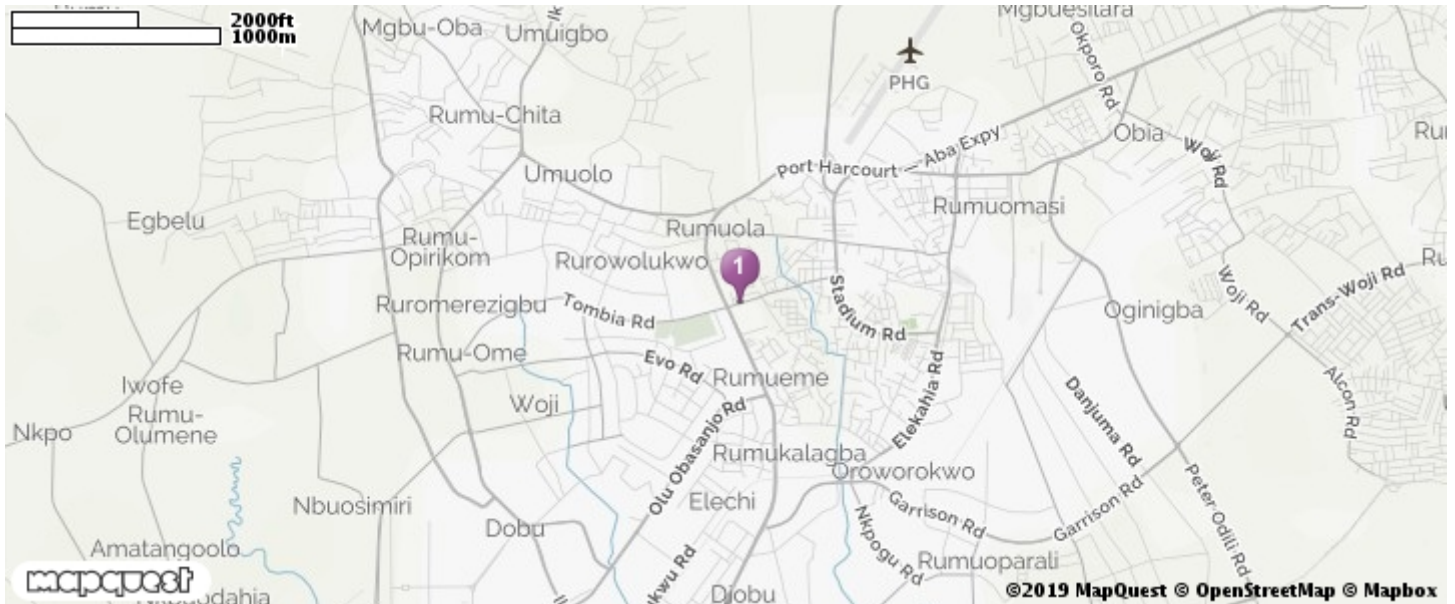 2000ft
1000m
Mgbu-Oba
Umuigbo
Mgbuesilara
Okporo Rd
PHG
Rumu-Chita
Obia
Woji Rd
Port Harcourt – Aba Expy
Umuolo
Egbelu
Rumuomasi
Rumuola
Rumu-
Opirikom
Rurowolukwo
1
Ruromerezigbu
Tombia Rd
Stadium Rd
Oginigba
Woji Rd
Trans-Woji Rd
Rumu-Ome
Evo Rd
Rumueme
Elekahia Rd
Iwofe
Rumu-
Olumene
Woji
Danjuma Rd
Alcon Rd
Nkpo
Olu Obasanjo Rd
Rumukalagba
Oroworokwo
Nbuosimiri
Elechi
Garrison Rd
Garrison Rd
Peter Odili Rd
Dobu
Nkpogu Rd
Amatangoolo
Rumuoparali
mapquest
Djobu
©2019 MapQuest © OpenStreetMap © Mapbox